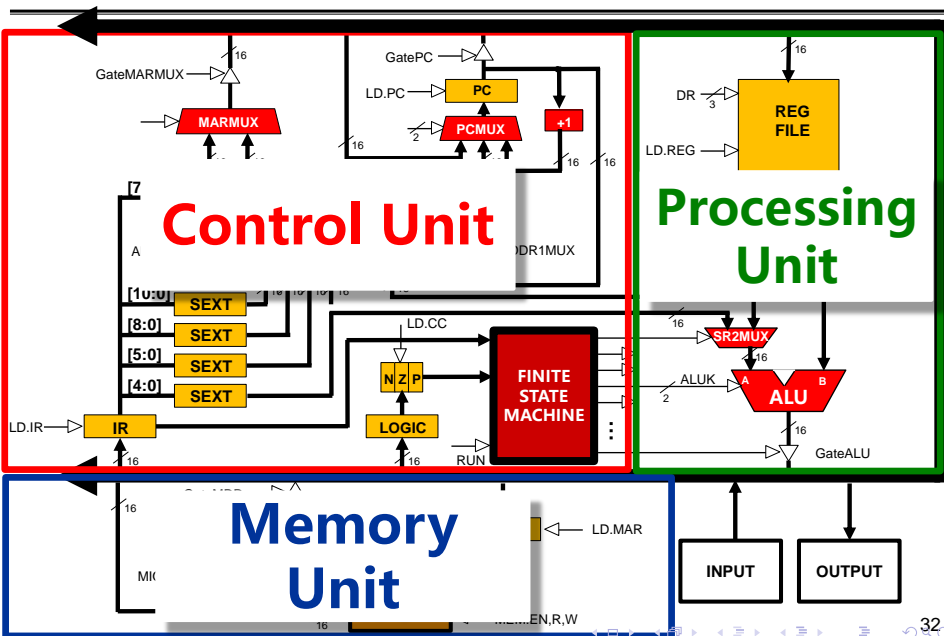 16
GateMARMUX
GatePC
LD.PC
PC
MARMUX
2
PCMUX
+1
16
16
16
[7
Control Unit
A
DDR1MUX
[10:0]
SEXT
16
[8:0]
SEXT
[5:0]
SEXT
[4:0]
SEXT
LD.CC
N Z P
LOGIC
LD.IR
IR
16
16
RUN
FINITE
STATE
MACHINE
16
DR
3
REG
FILE
LD.REG
Processing
Unit
16
SR2MUX
16
ALUK
2
A
B
ALU
16
GateALU
16
Memory
Unit
LD.MAR
MIO
16
MEM.EN,R,W
INPUT
OUTPUT
32